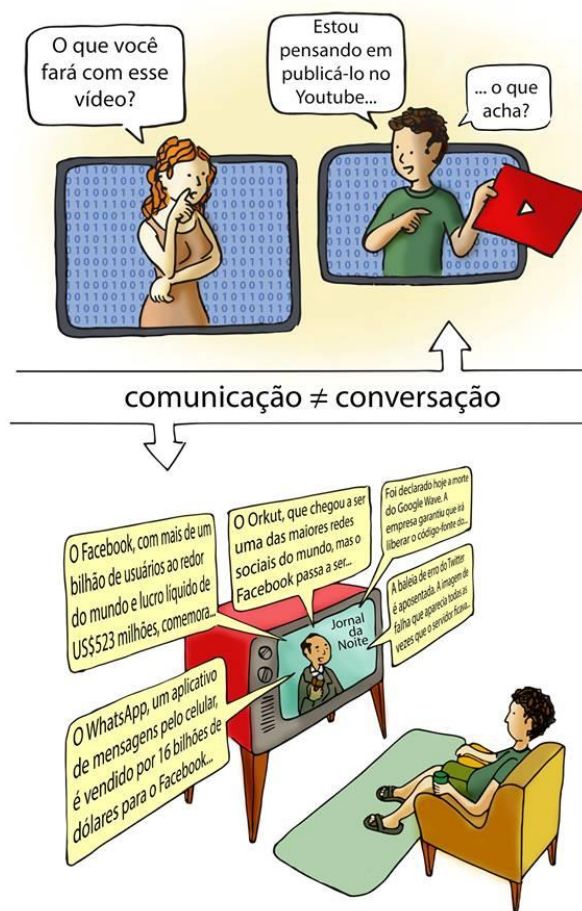 O que você
fará com esse
vídeo?
Estou
pensando em
publicá-lo no
Youtube...
... o que
acha?
comunicação ≠ conversação
O Facebook, com mais de um
bilhão de usuários ao redor
do mundo e lucro líquido de
US$523 milhões, comemora...
O Orkut, que chegou a ser
uma das maiores redes
sociais do mundo, mas o
Facebook passa a ser...
Foi declarado hoje a morte
do Google Wave. A
empresa garantiu que irá
liberar o código-fonte do...
A baleia de erro do Twitter
é aposentada. A imagem de
falha que aparecia todas as
vezes que o servidor ficava...
Jornal
da
Noite
O WhatsApp, um aplicativo
de mensagens pelo celular,
é vendido por 16 bilhões de
dólares para o Facebook...